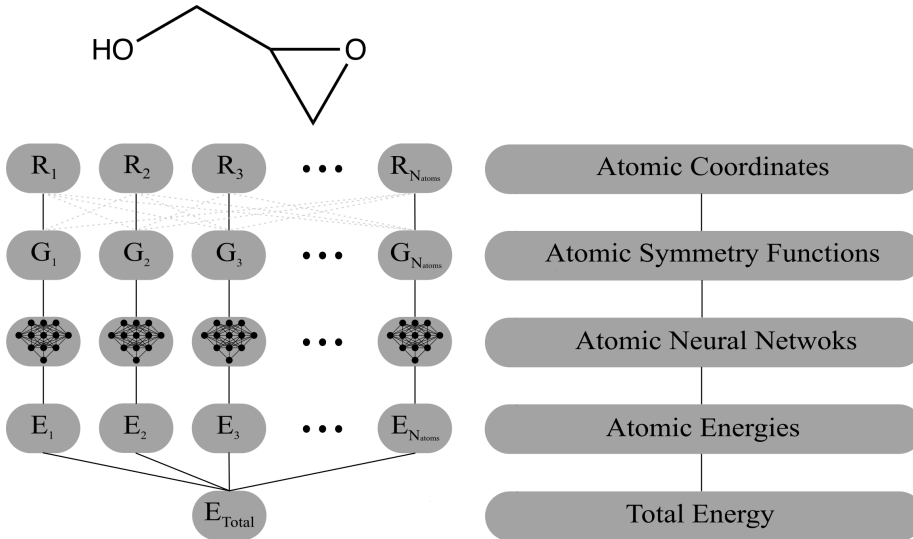 HO O
R1 R2 R3 ••• RNatoms Atomic Coordinates
G1 G2 G3 ••• GNatoms Atomic Symmetry Functions
••• Atomic Neural Netwoks
E1 E2 E3 ••• ENatoms Atomic Energies
ETotal Total Energy